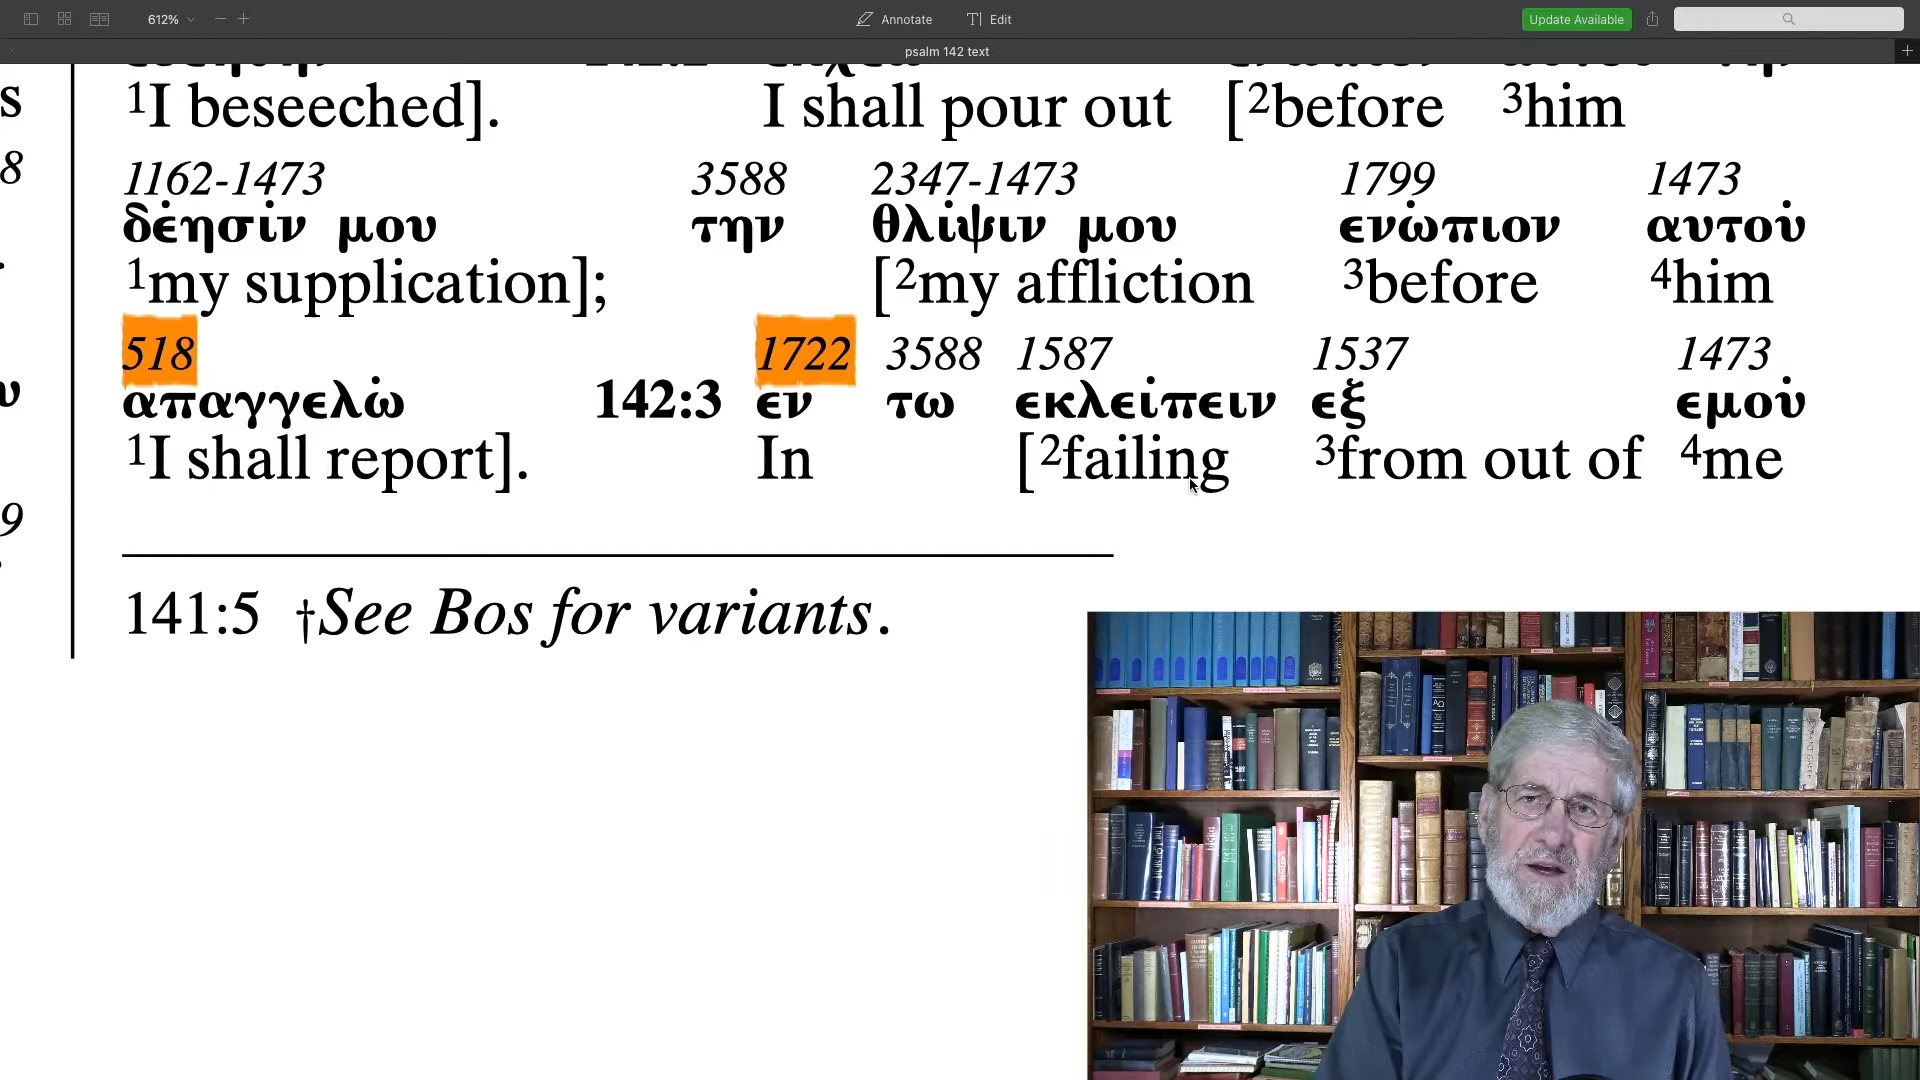 612%
Annotate
Edit
Update Available
psalm 142 text
s
¹I beseeched]. I shall pour out [²before ³him
8
1162-1473 3588 2347-1473 1799 1473
δέησίν μου την θλίψιν μου ενώπιον αυτού
¹my supplication]; [²my affliction ³before ⁴him
518 1722 3588 1587 1537 1473
απαγγελώ 142:3 εν τω εκλείπειν εξ εμού
¹I shall report]. In [²failing ³from out of ⁴me
9
141:5 †See Bos for variants.